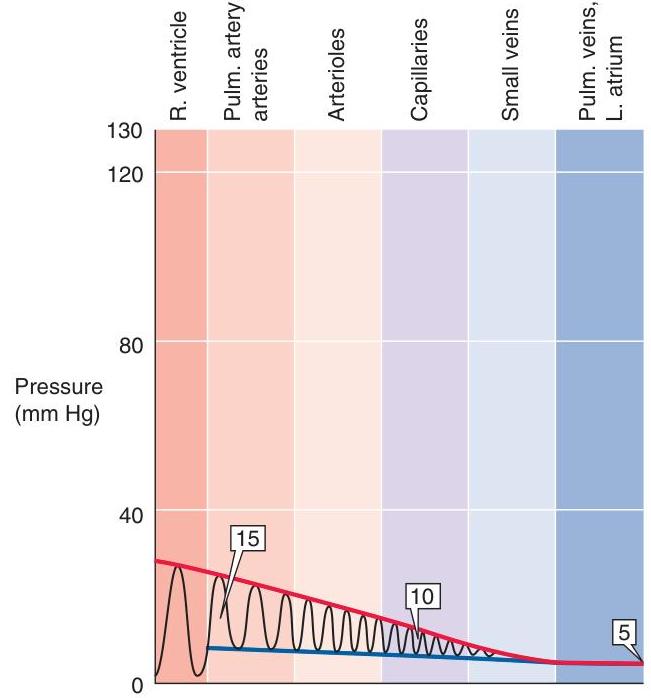 R. ventricle
Pulm. artery
arteries
Arterioles
Capillaries
Small veins
Pulm. veins,
L. atrium
130
120
80
Pressure
(mm Hg)
40
15
10
5
0